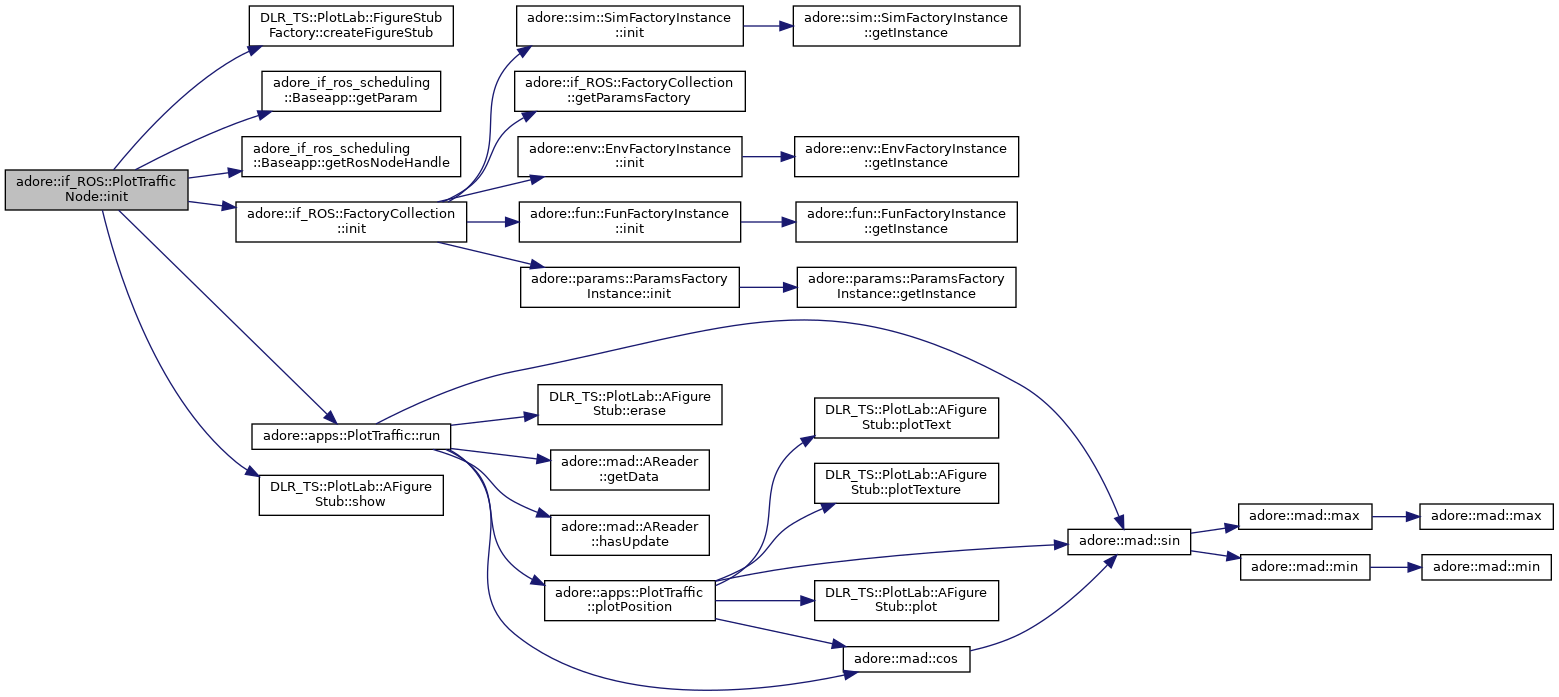 adore::if_ROS::PlotTraffic
Node::init
DLR_TS::PlotLab::FigureStub
Factory::createFigureStub
adore_if_ros_scheduling
::Baseapp::getParam
adore_if_ros_scheduling
::Baseapp::getRosNodeHandle
adore::if_ROS::FactoryCollection
::init
adore::sim::SimFactoryInstance
::init
adore::sim::SimFactoryInstance
::getInstance
adore::if_ROS::FactoryCollection
::getParamsFactory
adore::env::EnvFactoryInstance
::init
adore::env::EnvFactoryInstance
::getInstance
adore::fun::FunFactoryInstance
::init
adore::fun::FunFactoryInstance
::getInstance
adore::params::ParamsFactory
Instance::init
adore::params::ParamsFactory
Instance::getInstance
adore::apps::PlotTraffic::run
DLR_TS::PlotLab::AFigure
Stub::show
DLR_TS::PlotLab::AFigure
Stub::erase
adore::mad::AReader
::getData
adore::mad::AReader
::hasUpdate
adore::apps::PlotTraffic
::plotPosition
DLR_TS::PlotLab::AFigure
Stub::plotText
DLR_TS::PlotLab::AFigure
Stub::plotTexture
DLR_TS::PlotLab::AFigure
Stub::plot
adore::mad::cos
adore::mad::sin
adore::mad::max
adore::mad::max
adore::mad::min
adore::mad::min